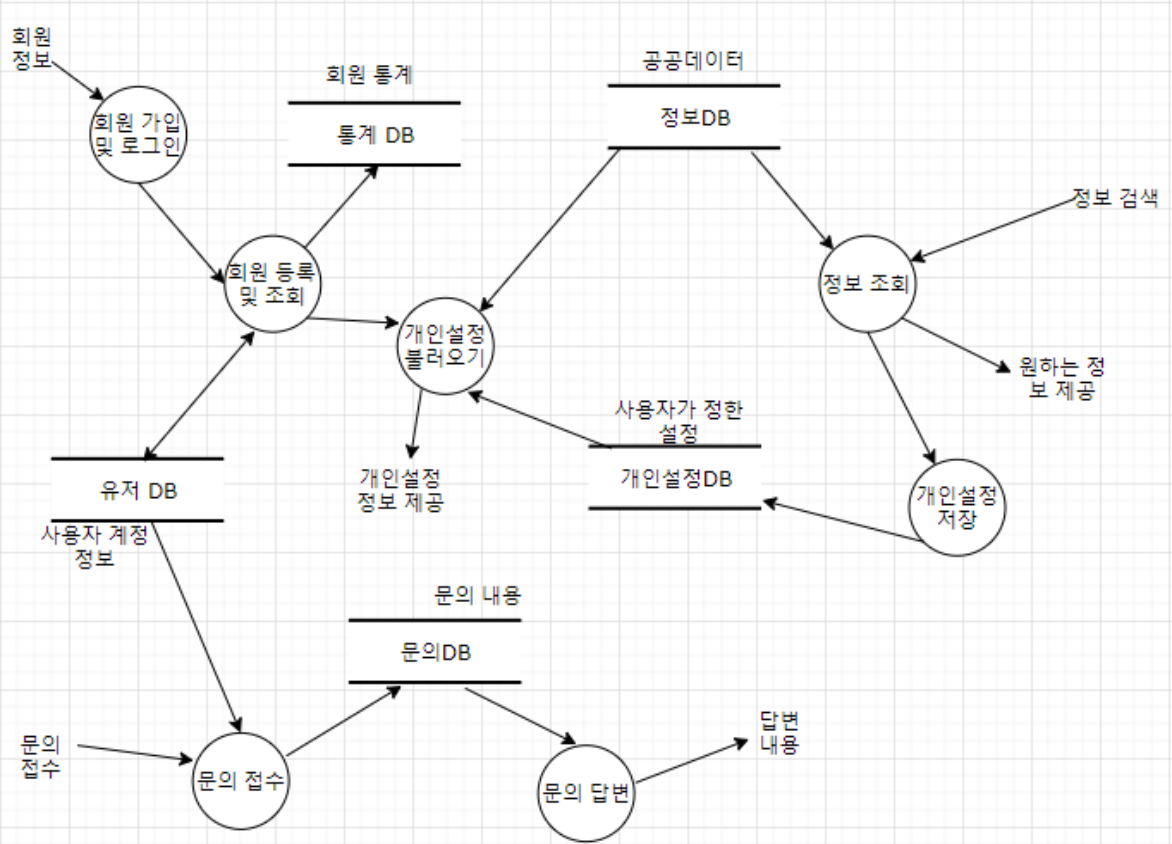 회원
정보
회원 가입
및 로그인
회원 통계
통계 DB
공공데이터
정보DB
정보 검색
회원 등록
및 조회
정보 조회
개인설정
불러오기
원하는 정
보 제공
사용자가 정한
설정
개인설정DB
개인설정
정보 제공
유저 DB
사용자 계정
정보
개인설정
저장
문의 내용
문의DB
문의
접수
문의 접수
문의 답변
답변
내용